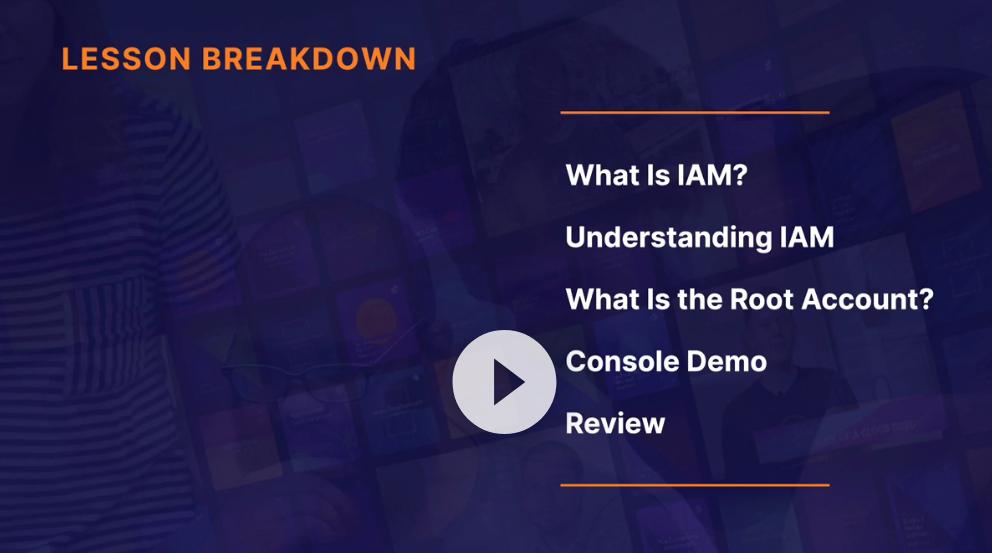 LESSON BREAKDOWN
What Is IAM?
Understanding IAM
What Is the Root Account?
Console Demo
Review